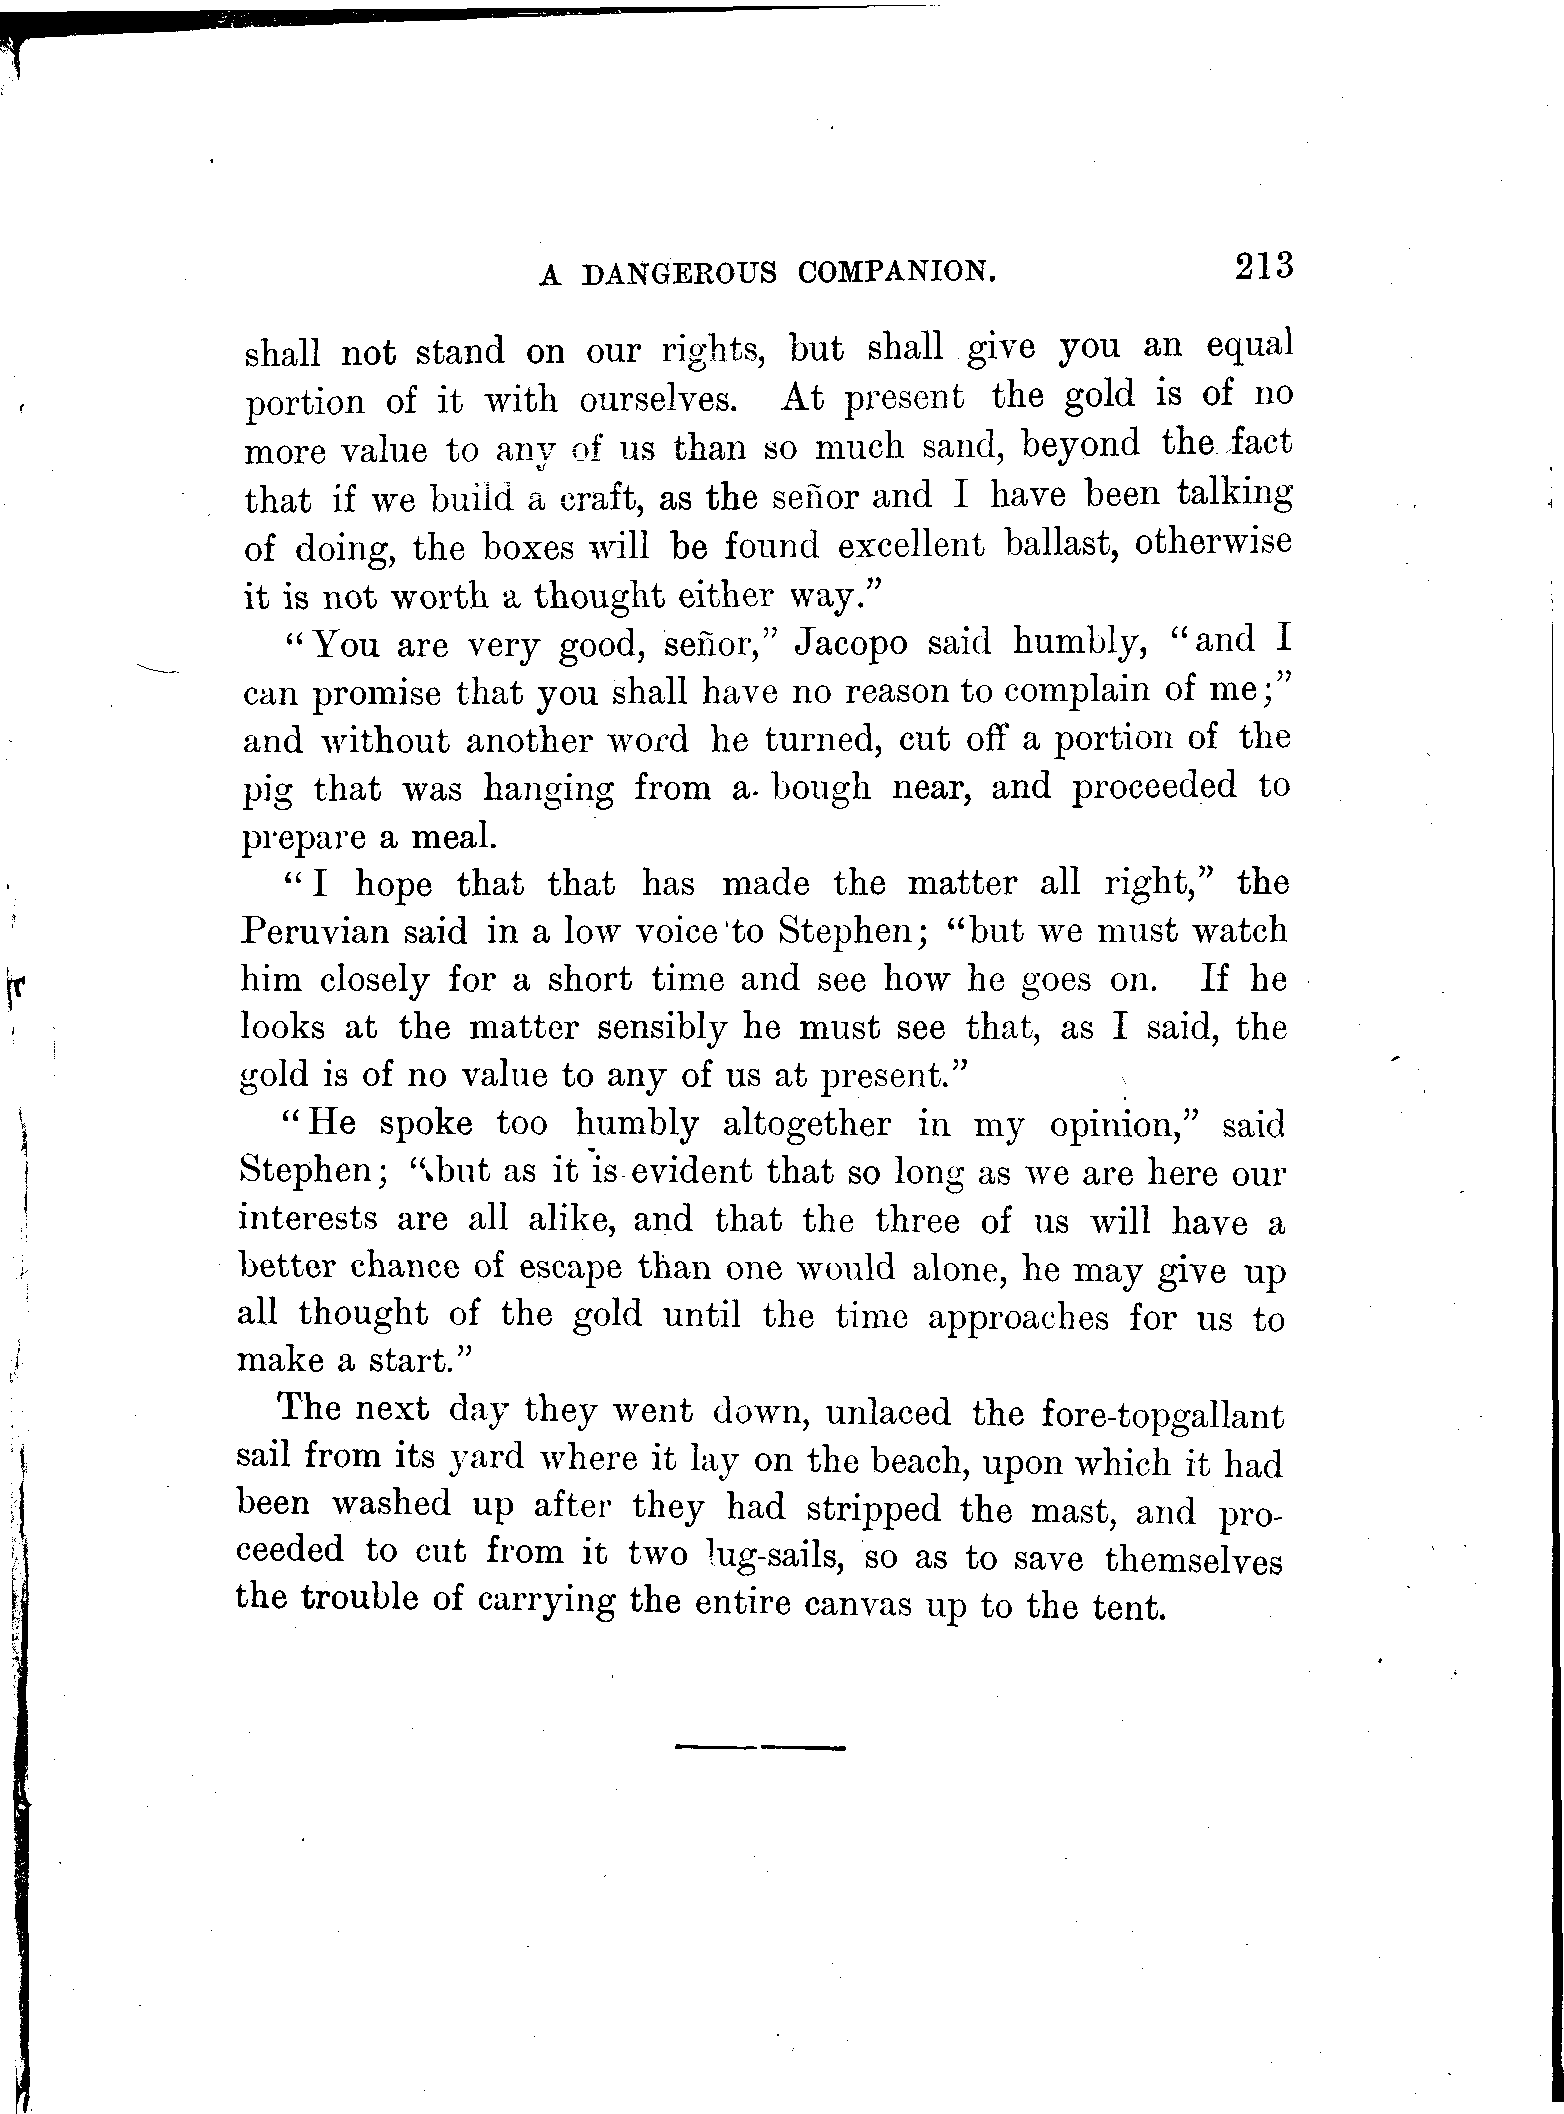 A DANGEROUS COMPANION. 213
shall not stand on our rights, but shall give you an equal
portion of it with ourselves. At present the gold is of no
more value to any of us than so much sand, beyond the fact
that if we build a craft, as the señor and I have been talking
of doing, the boxes will be found excellent ballast, otherwise
it is not worth a thought either way.”
“You are very good, señor,” Jacopo said humbly, “and I
can promise that you shall have no reason to complain of me;”
and without another word he turned, cut off a portion of the
pig that was hanging from a bough near, and proceeded to
prepare a meal.
“I hope that that has made the matter all right,” the
Peruvian said in a low voice to Stephen; “but we must watch
him closely for a short time and see how he goes on. If he
looks at the matter sensibly he must see that, as I said, the
gold is of no value to any of us at present.”
“He spoke too humbly altogether in my opinion,” said
Stephen; “but as it is evident that so long as we are here our
interests are all alike, and that the three of us will have a
better chance of escape than one would alone, he may give up
all thought of the gold until the time approaches for us to
make a start.”
The next day they went down, unlaced the fore-topgallant
sail from its yard where it lay on the beach, upon which it had
been washed up after they had stripped the mast, and pro-
ceeded to cut from it two lug-sails, so as to save themselves
the trouble of carrying the entire canvas up to the tent.